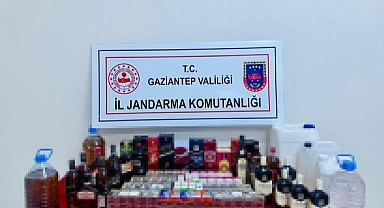 T.C.
GAZİANTEP VALİLİĞİ
İL JANDARMA KOMUTANLIĞI